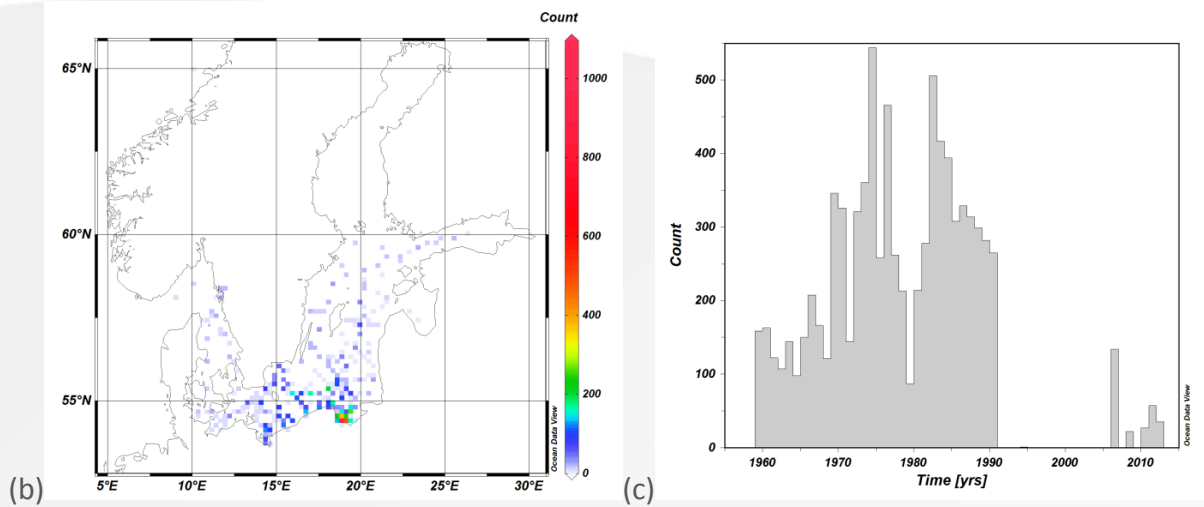 Count
65°N
60°N
55°N
5°E 10°E 15°E 20°E 25°E 30°E
1000
800
600
400
200
0
Ocean Data View
(b)
500
400
300
200
100
0
Count
1960 1970 1980 1990 2000 2010
Time [yrs]
Ocean Data View
(c)